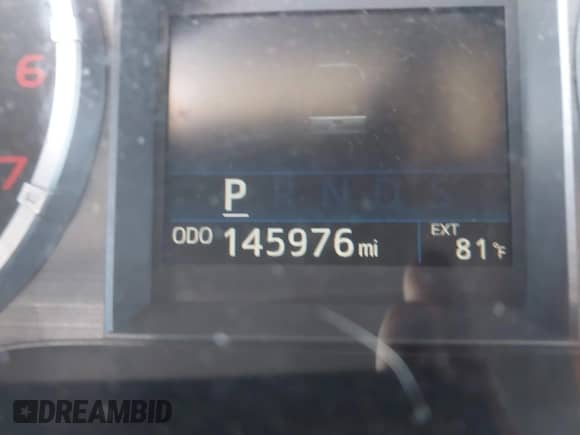 6
7
P R N D S
ODO 145976 mi EXT 81°F
DREAMBID